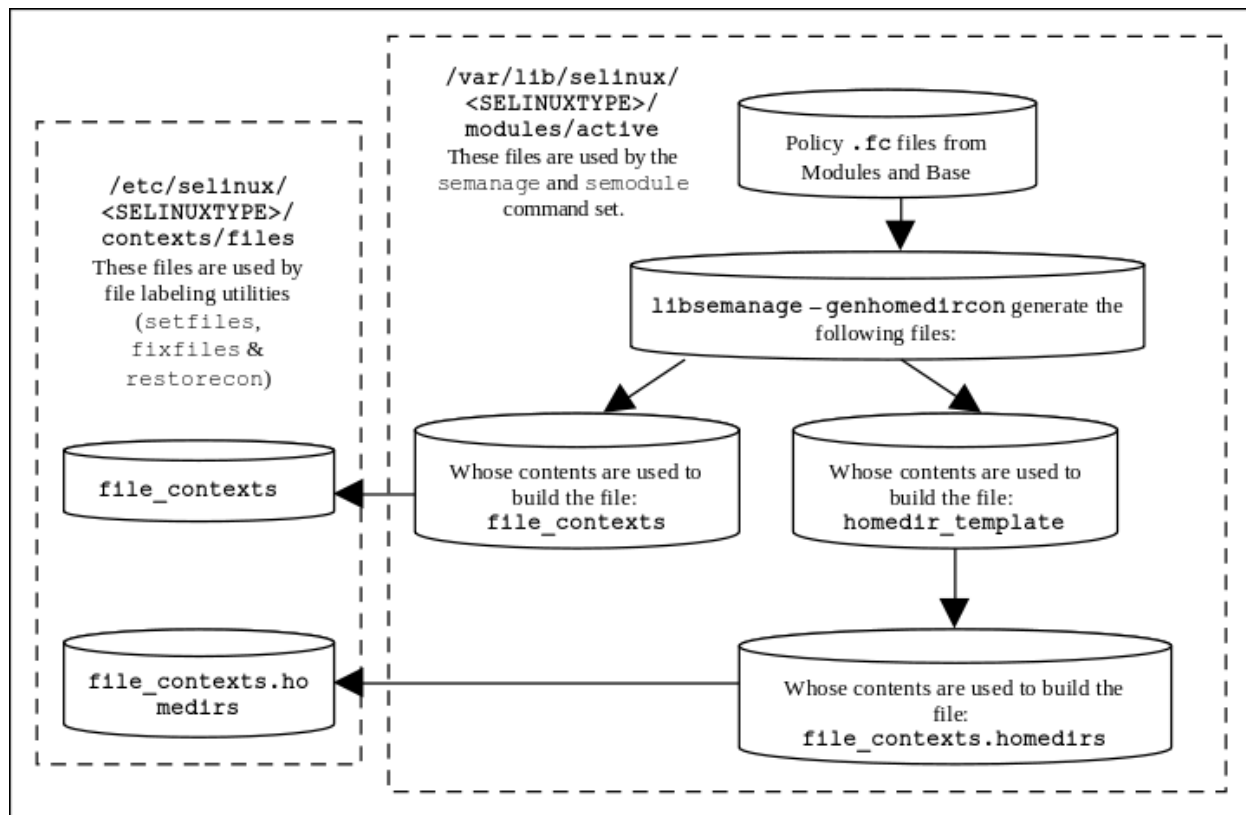 /var/lib/selinux/
<SELINUXTYPE>/
modules/active
These files are used by the
semanage and semodule
command set.
Policy .fc files from
Modules and Base
/etc/selinux/
<SELINUXTYPE>/
contexts/files
These files are used by
file labeling utilities
(setfiles,
fixfiles &
restorecon)
libsemanage – genhomedircon generate the
following files:
file_contexts
Whose contents are used to
build the file:
file_contexts
Whose contents are used to
build the file:
homedir_template
file_contexts.ho
medirs
Whose contents are used to build the
file:
file_contexts.homedirs